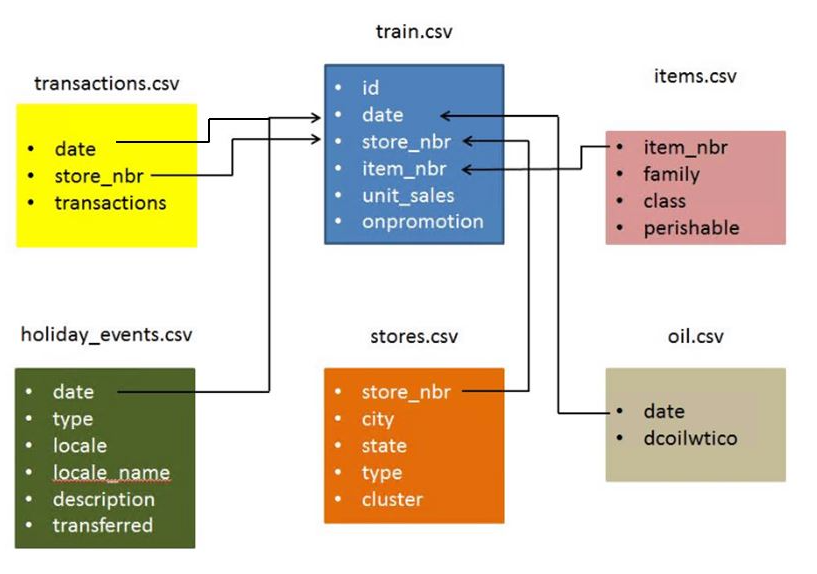 train.csv
transactions.csv
items.csv
• id
• date
• store_nbr
• item_nbr
• unit_sales
• onpromotion
• date
• store_nbr
• transactions
• item_nbr
• family
• class
• perishable
holiday_events.csv
stores.csv
oil.csv
• date
• type
• locale
• locale_name
• description
• transferred
• store_nbr
• city
• state
• type
• cluster
• date
• dcoilwtico